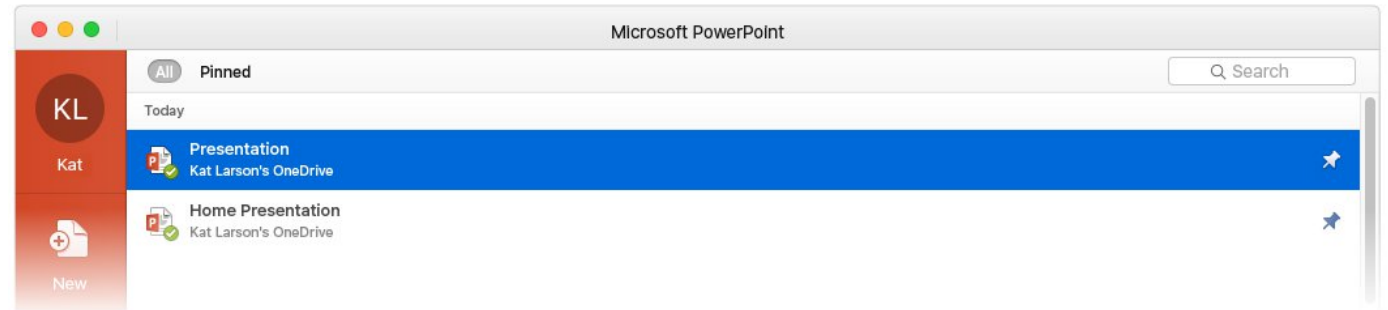 Microsoft PowerPoint
All Pinned
Search
KL
Kat
New
Today
Presentation
Kat Larson's OneDrive
Home Presentation
Kat Larson's OneDrive